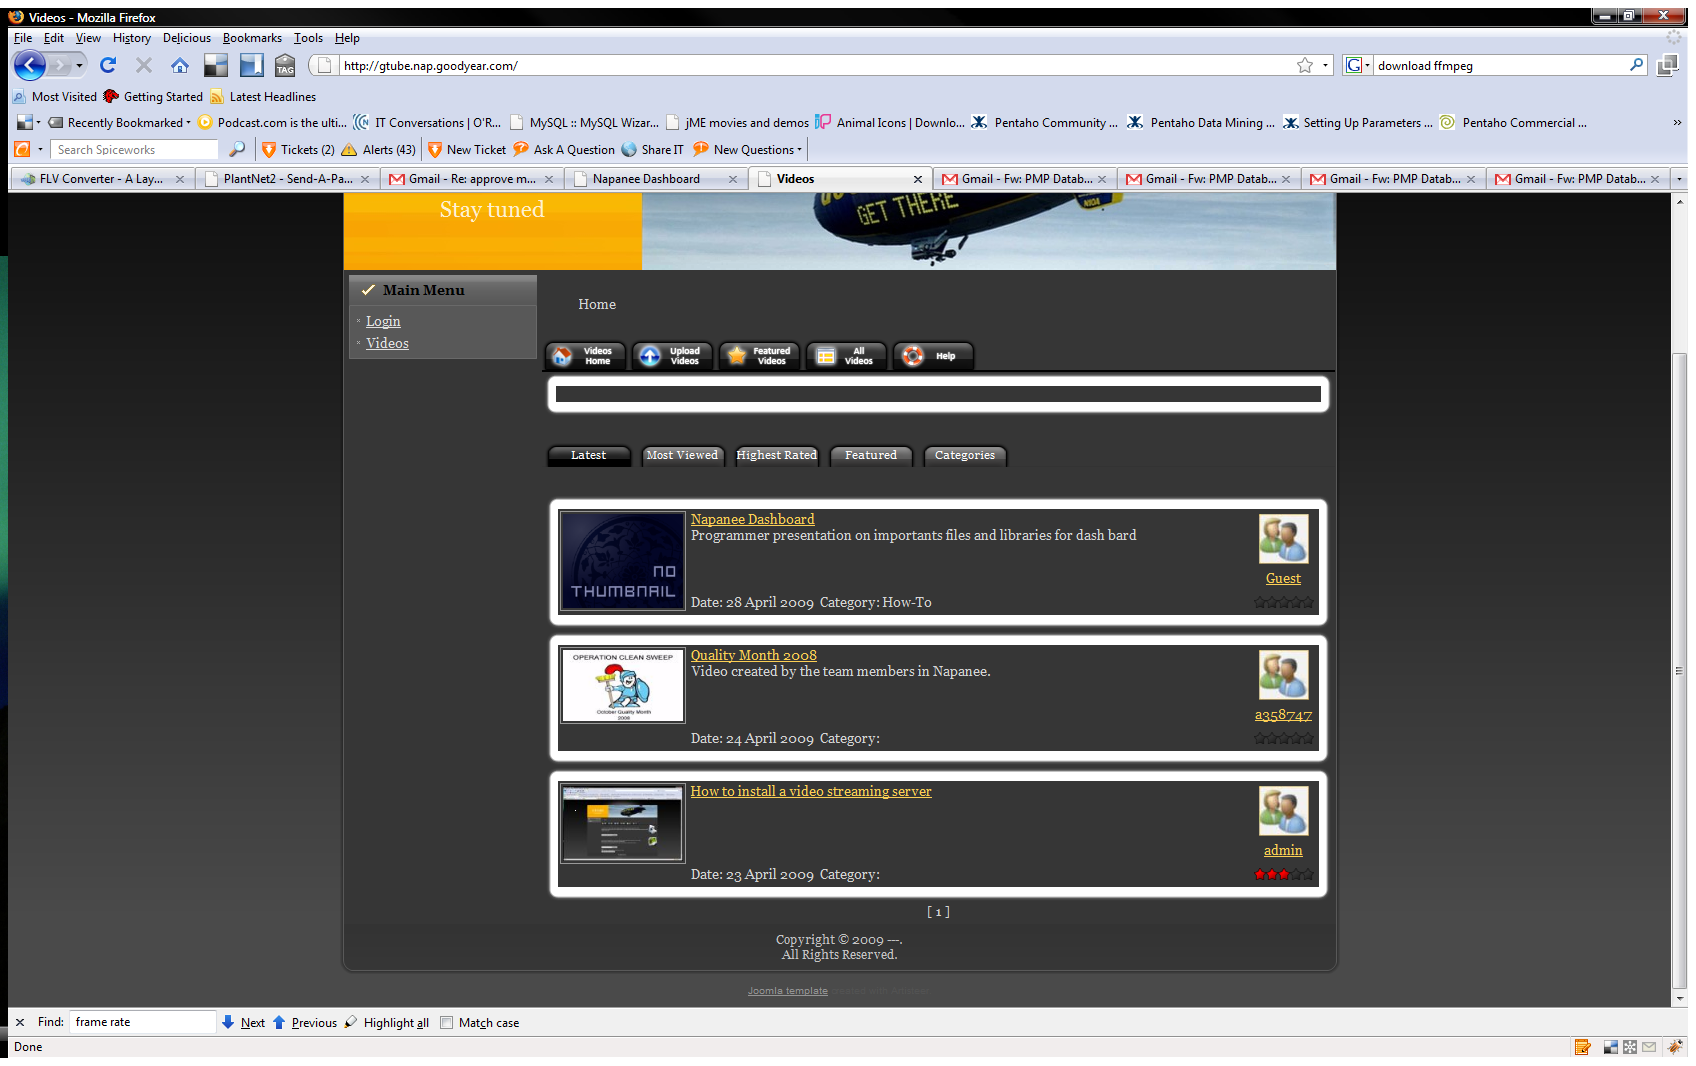 Videos - Mozilla Firefox
File Edit View History Delicious Bookmarks Tools Help
TAG http://gtube.nap.goodyear.com/ G download ffmpeg
Most Visited Getting Started Latest Headlines
Recently Bookmarked Podcast.com is the ulti... IT Conversations | O'R... MySQL :: MySQL Wizar... jME movies and demos Animal Icons | Downlo... Pentaho Community ... Pentaho Data Mining ... Setting Up Parameters ... Pentaho Commercial ... »
Search Spiceworks Tickets (2) Alerts (43) New Ticket Ask A Question Share IT New Questions
FLV Converter - A Lay... PlantNet2 - Send-A-Pa... Gmail - Re: approve m... Napanee Dashboard Videos Gmail - Fw: PMP Datab... Gmail - Fw: PMP Datab... Gmail - Fw: PMP Datab... Gmail - Fw: PMP Datab...
Stay tuned
GET THERE
Main Menu
Login
Videos
Home
Videos Home Upload Videos Featured Videos All Videos Help
Latest Most Viewed Highest Rated Featured Categories
NO THUMBNAIL
Napanee Dashboard
Programmer presentation on importants files and libraries for dash bard
Guest
Date: 28 April 2009 Category: How-To
OPERATION CLEAN SWEEP
October Quality Month
2008
Quality Month 2008
Video created by the team members in Napanee.
a358747
Date: 24 April 2009 Category:
How to install a video streaming server
admin
Date: 23 April 2009 Category:
[ 1 ]
Copyright © 2009 ---.
All Rights Reserved.
Joomla template
Find: frame rate Next Previous Highlight all Match case
Done